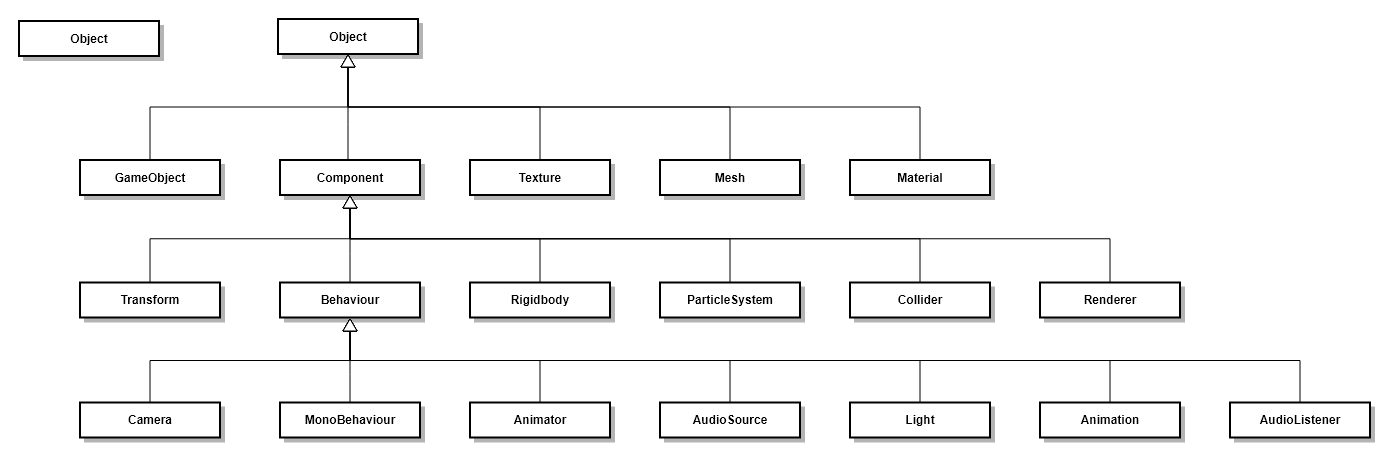 Object
Object
GameObject
Component
Texture
Mesh
Material
Transform
Behaviour
Rigidbody
ParticleSystem
Collider
Renderer
Camera
MonoBehaviour
Animator
AudioSource
Light
Animation
AudioListener